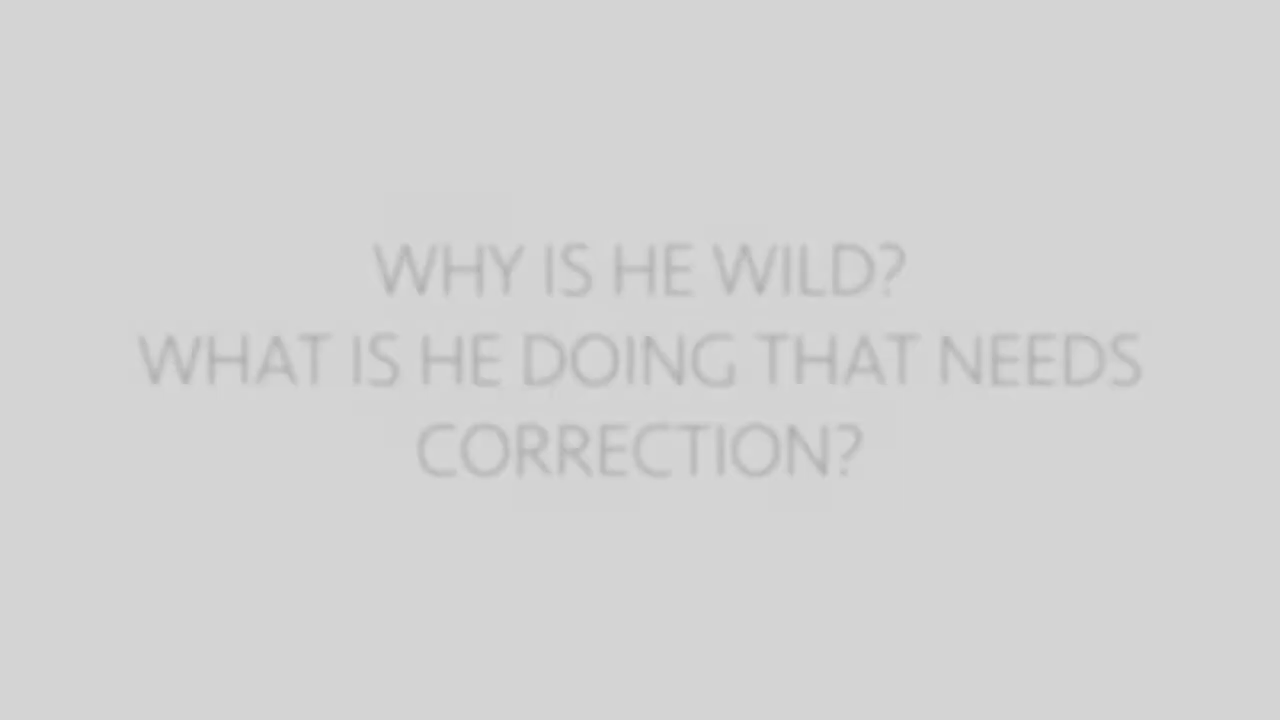 WHY IS HE WILD?
WHAT IS HE DOING THAT NEEDS
CORRECTION?